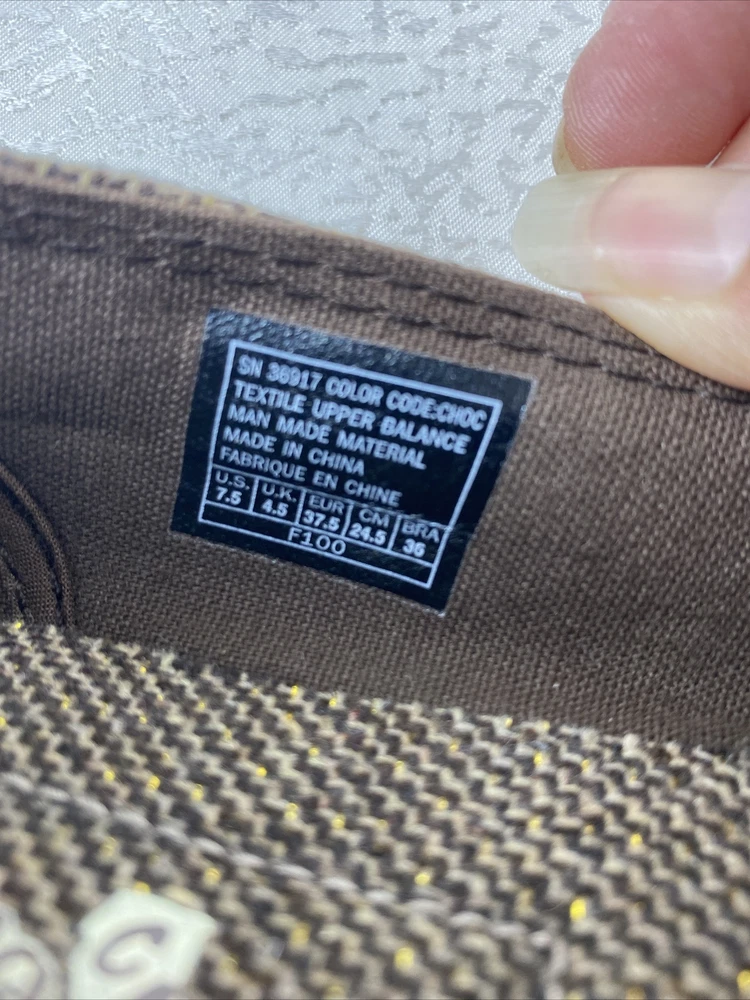 SN 36917 COLOR CODE:CHOC
TEXTILE UPPER BALANCE
MAN MADE MATERIAL
MADE IN CHINA
FABRIQUE EN CHINE
U.S. U.K. EUR CM BRA
7.5 4.5 37.5 24.5 36
F100